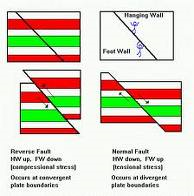 Hanging Wall
Foot Wall
Reverse Fault
HW up, FW down
(compressional stress)
Occurs at convergent
plate boundaries
Normal Fault
HW down, FW up
(tensional stress)
Occurs at divergent
plate boundaries